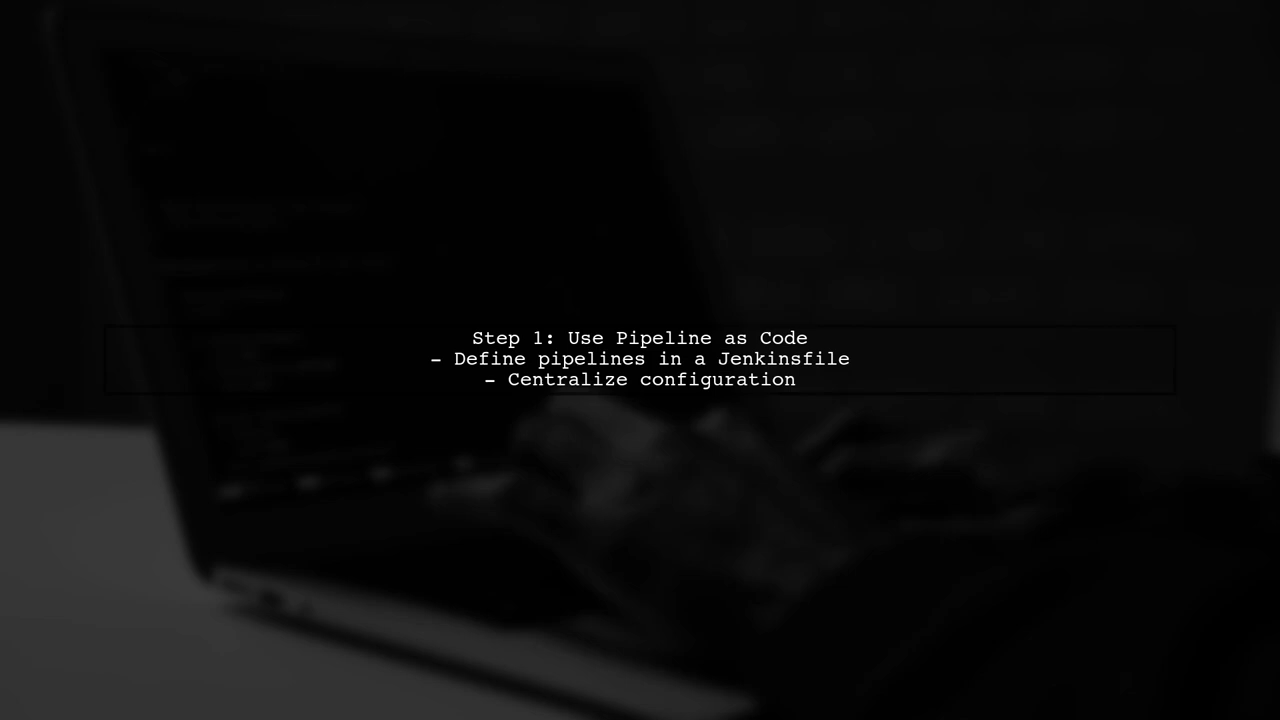 Step 1: Use Pipeline as Code
- Define pipelines in a Jenkinsfile
- Centralize configuration